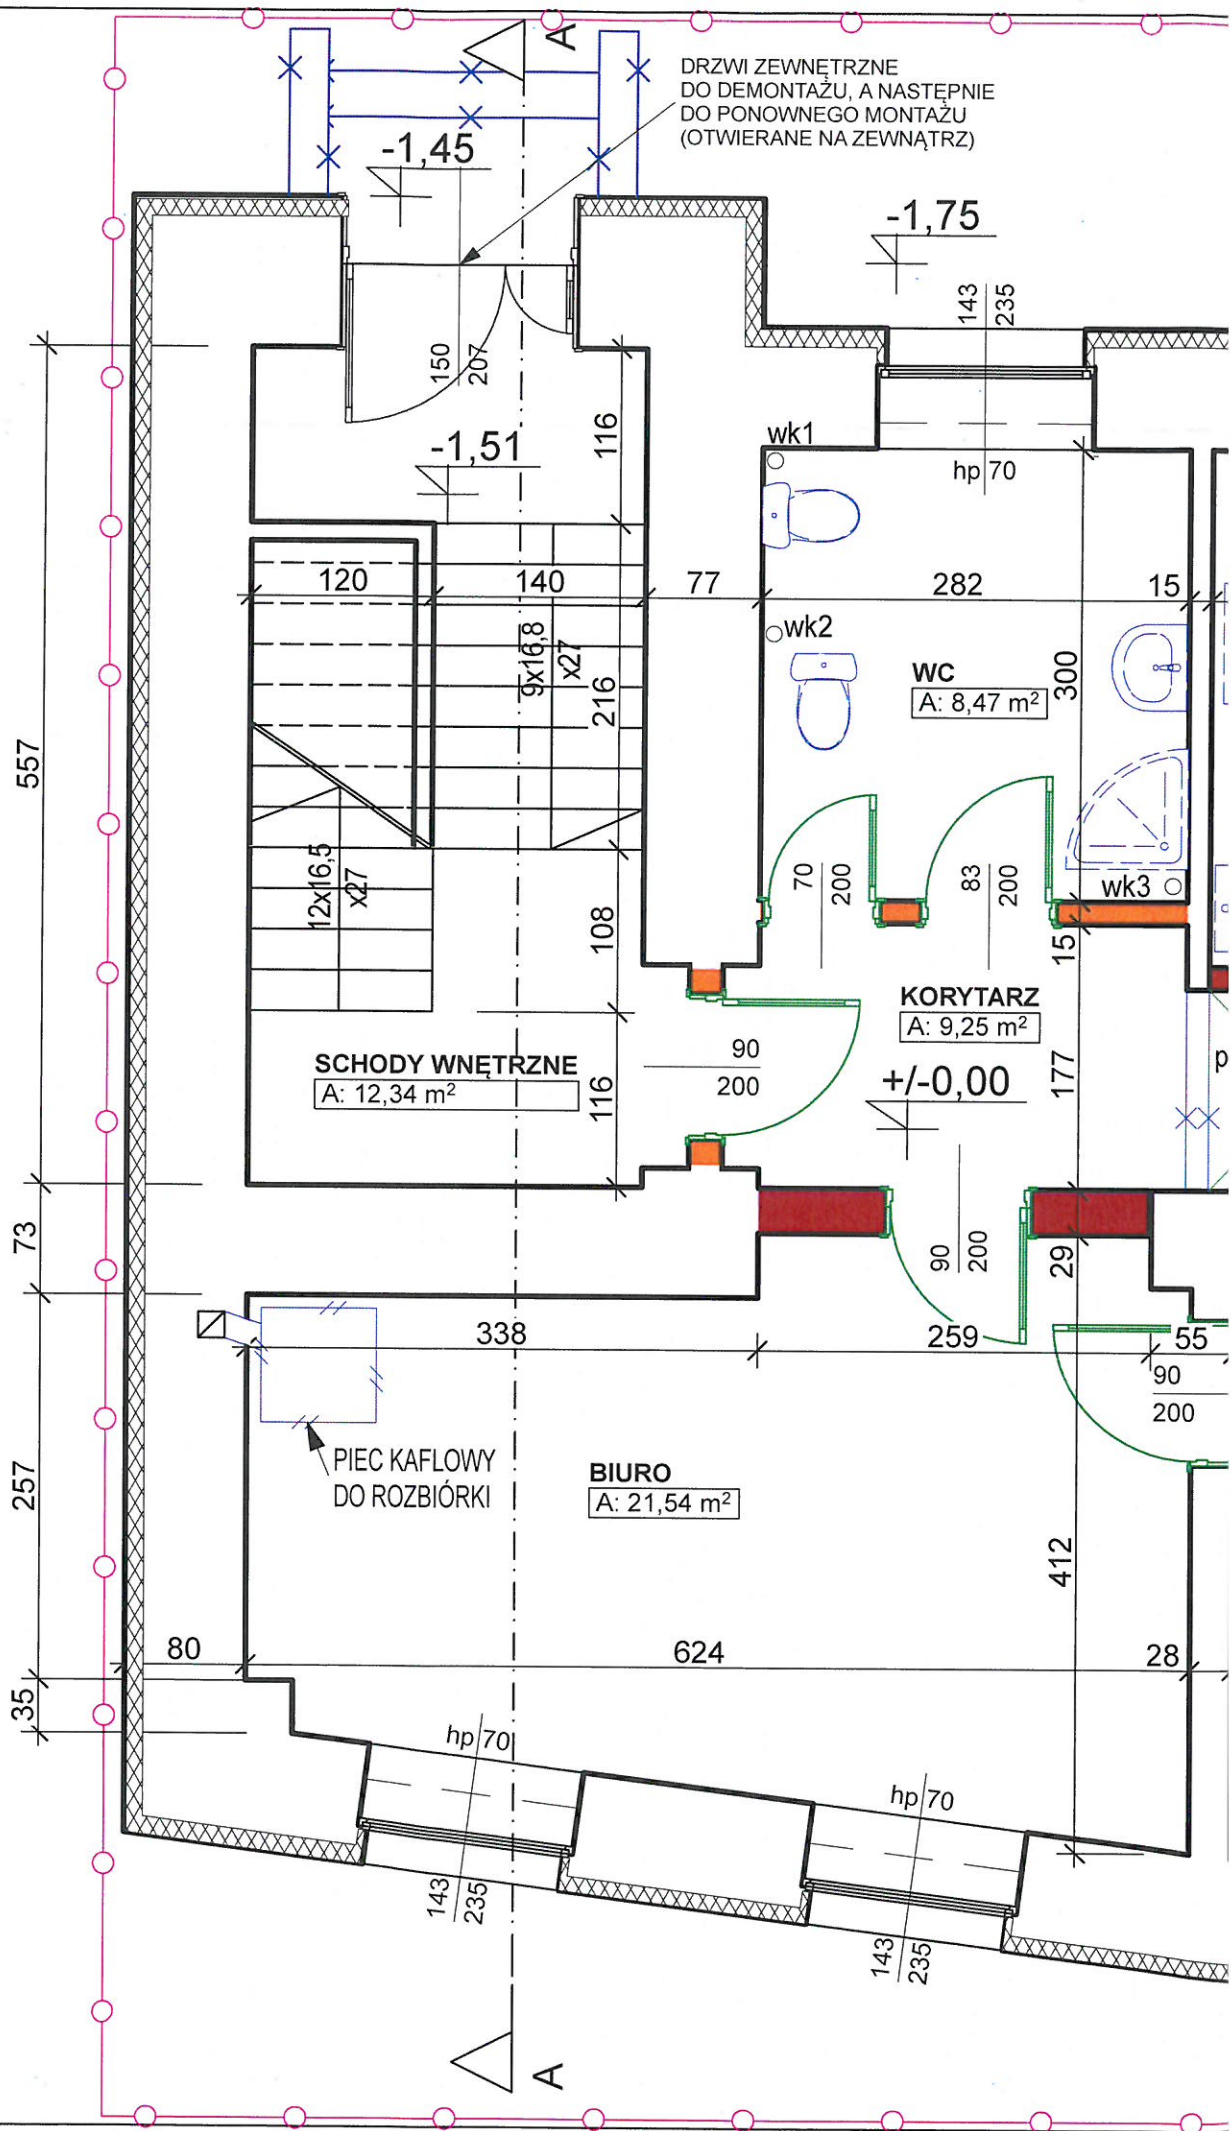 A
DRZWI ZEWNĘTRZNE
DO DEMONTAŻU, A NASTĘPNIE
DO PONOWNEGO MONTAŻU
(OTWIERANE NA ZEWNĄTRZ)
-1,45
-1,75
143
235
150
207
116
wk1
-1,51
hp 70
120
140
77
282
15
9x16,8
x27
216
wk2
WC
A: 8,47 m²
300
557
12x16,5
x27
70
200
83
200
wk3
108
15
KORYTARZ
A: 9,25 m²
SCHODY WNĘTRZNE
A: 12,34 m²
116
90
200
+/-0,00
177
p
73
90
200
29
338
259
55
90
200
PIEC KAFLOWY
DO ROZBIÓRKI
257
BIURO
A: 21,54 m²
412
80
624
28
35
hp 70
hp 70
143
235
143
235
A